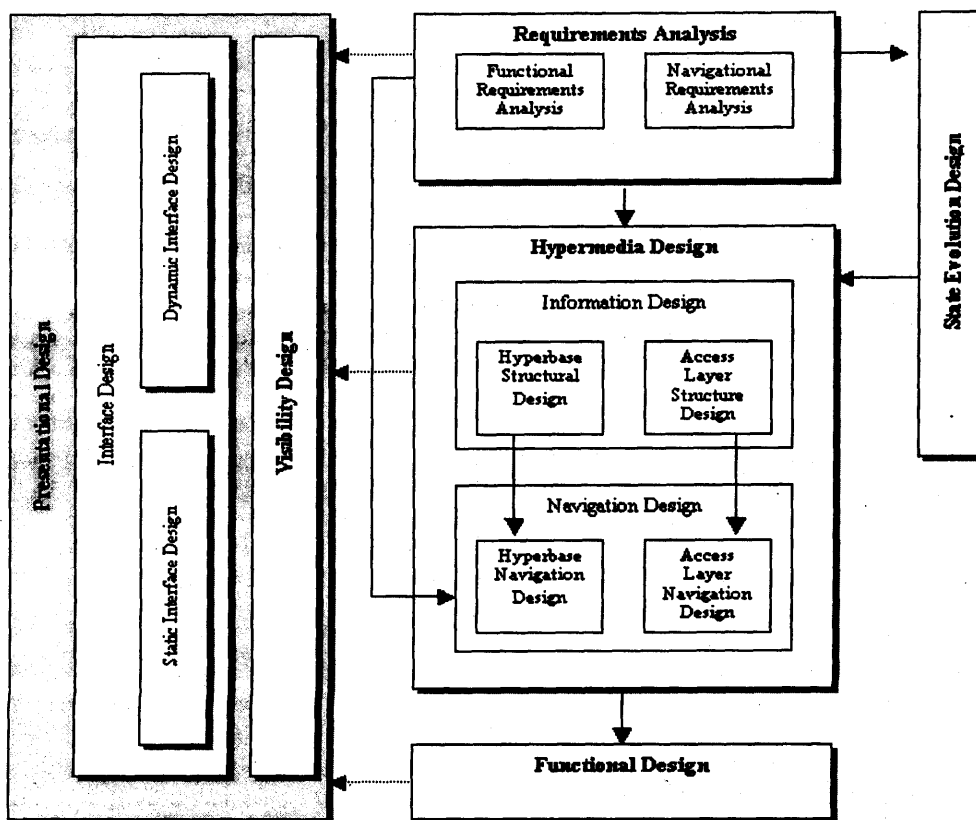 Presentational Design
Interface Design
Dynamic Interface Design
Static Interface Design
Visibility Design
Requirements Analysis
Functional
Requirements
Analysis
Navigational
Requirements
Analysis
Hypermedia Design
Information Design
Hyperbase
Structural
Design
Access
Layer
Structure
Design
Navigation Design
Hyperbase
Navigation
Design
Access
Layer
Navigation
Design
Functional Design
State Evolution Design